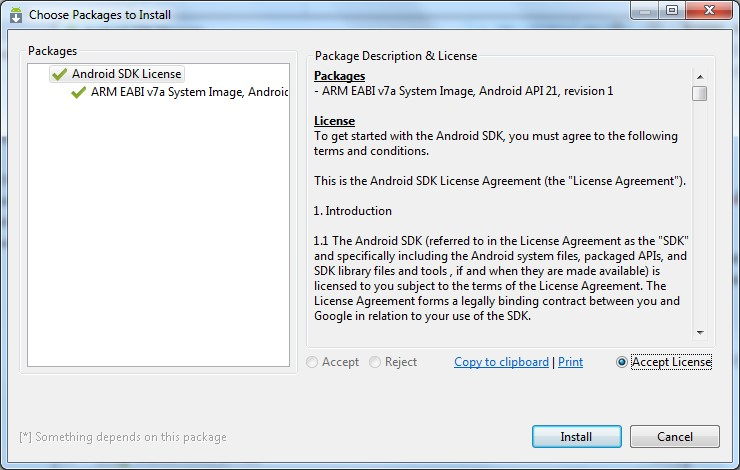 Choose Packages to Install
Packages
Android SDK License
ARM EABI v7a System Image, Android
Package Description & License
Packages
- ARM EABI v7a System Image, Android API 21, revision 1
License
To get started with the Android SDK, you must agree to the following
terms and conditions.
This is the Android SDK License Agreement (the "License Agreement").
1. Introduction
1.1 The Android SDK (referred to in the License Agreement as the "SDK"
and specifically including the Android system files, packaged APIs, and
SDK library files and tools , if and when they are made available) is
licensed to you subject to the terms of the License Agreement. The
License Agreement forms a legally binding contract between you and
Google in relation to your use of the SDK.
Accept Reject Copy to clipboard | Print Accept License
[*] Something depends on this package
Install Cancel